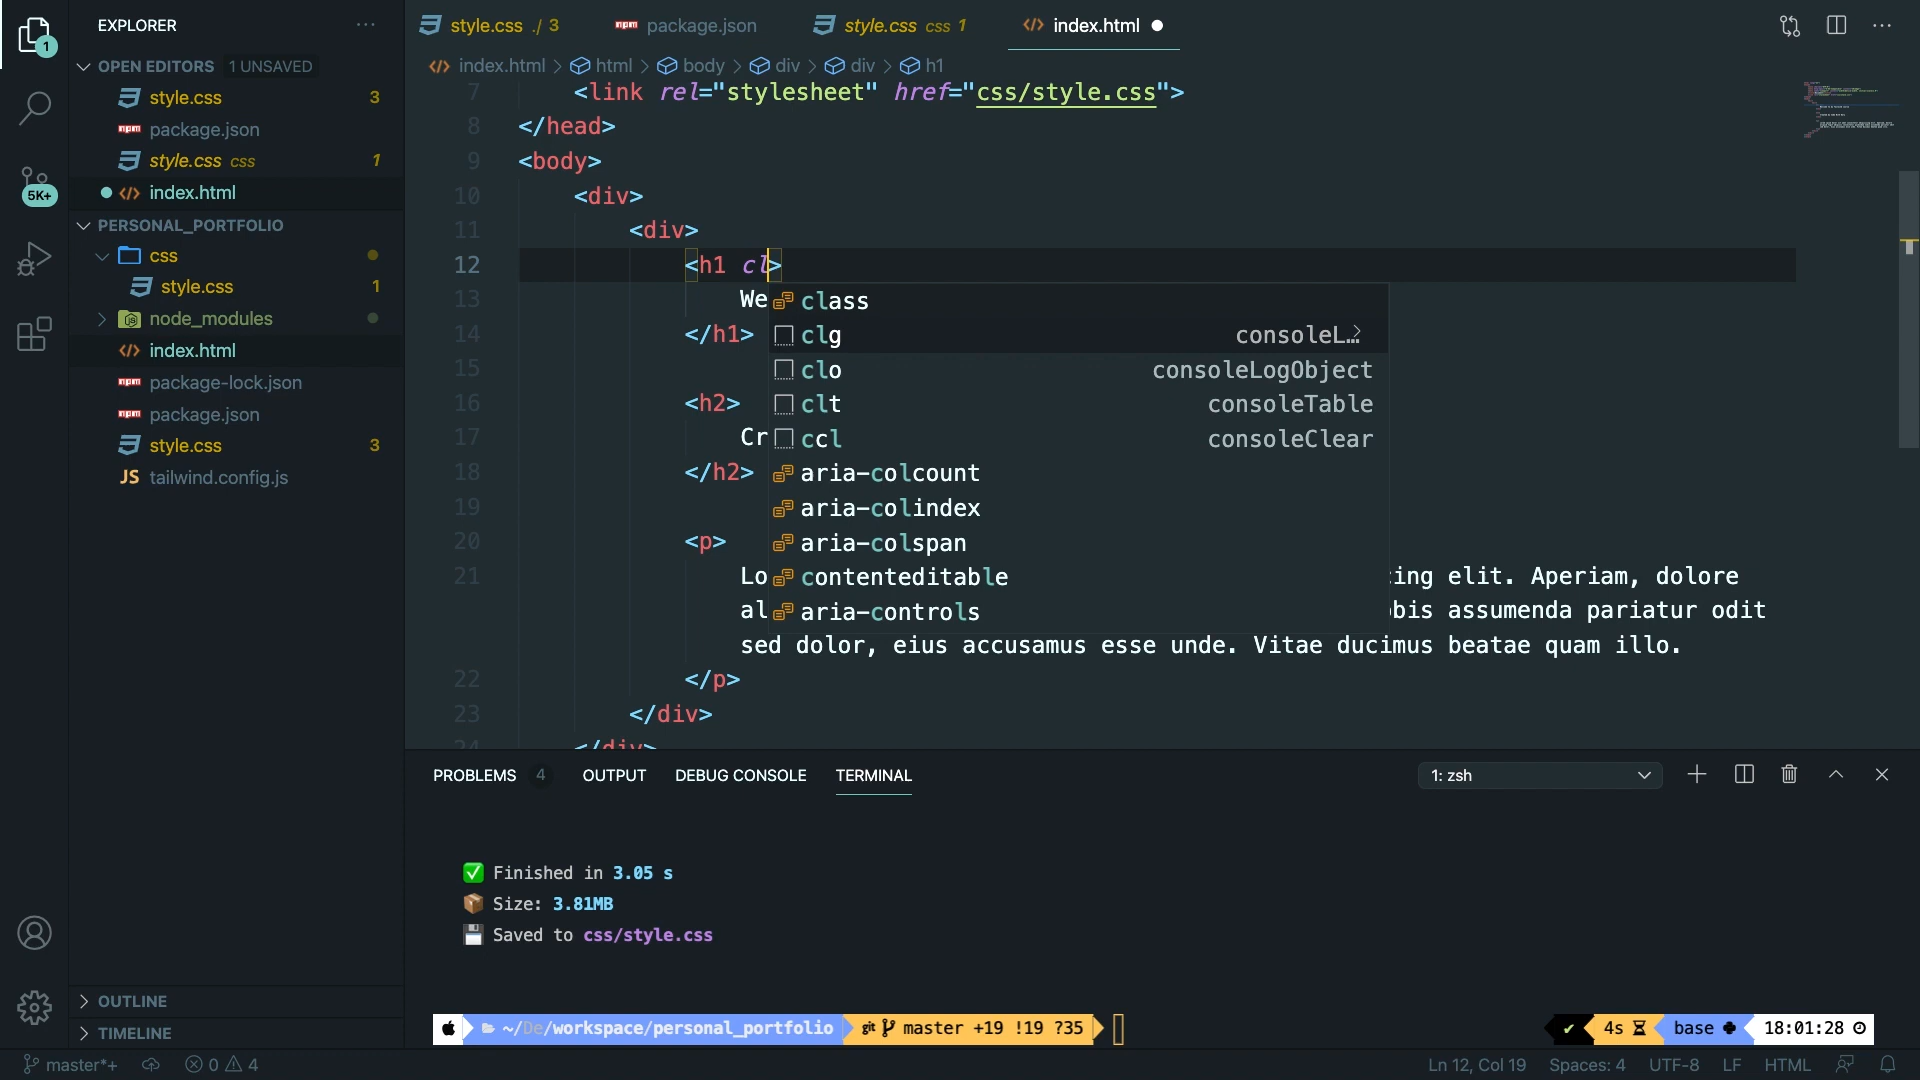 EXPLORER
OPEN EDITORS 1 UNSAVED
style.css 3
npm package.json
style.css css 1
index.html
PERSONAL_PORTFOLIO
css
style.css 1
node_modules
index.html
npm package-lock.json
npm package.json
style.css 3
JS tailwind.config.js
OUTLINE
TIMELINE
1
5K+
style.css ./ 3
npm package.json
style.css css 1
index.html
index.html > html > body > div > div > h1
7 <link rel="stylesheet" href="css/style.css">
8 </head>
9 <body>
10 <div>
11 <div>
12 <h1 cl>
13 We
14 </h1>
15
16 <h2>
17 Cr
18 </h2>
19
20 <p>
21 Lo
ing elit. Aperiam, dolore
al
bis assumenda pariatur odit
sed dolor, eius accusamus esse unde. Vitae ducimus beatae quam illo.
22 </p>
23 </div>
24 </div>
class
clg consoleL…
clo consoleLogObject
clt consoleTable
ccl consoleClear
aria-colcount
aria-colindex
aria-colspan
contenteditable
aria-controls
PROBLEMS 4 OUTPUT DEBUG CONSOLE TERMINAL
1: zsh
Finished in 3.05 s
Size: 3.81MB
Saved to css/style.css
~/De/workspace/personal_portfolio git master +19 !19 ?35
4s base 18:01:28
master*+ 0 4
Ln 12, Col 19 Spaces: 4 UTF-8 LF HTML